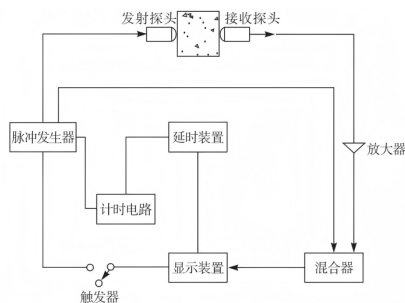 发射探头
接收探头
脉冲发生器
延时装置
放大器
计时电路
显示装置
混合器
触发器